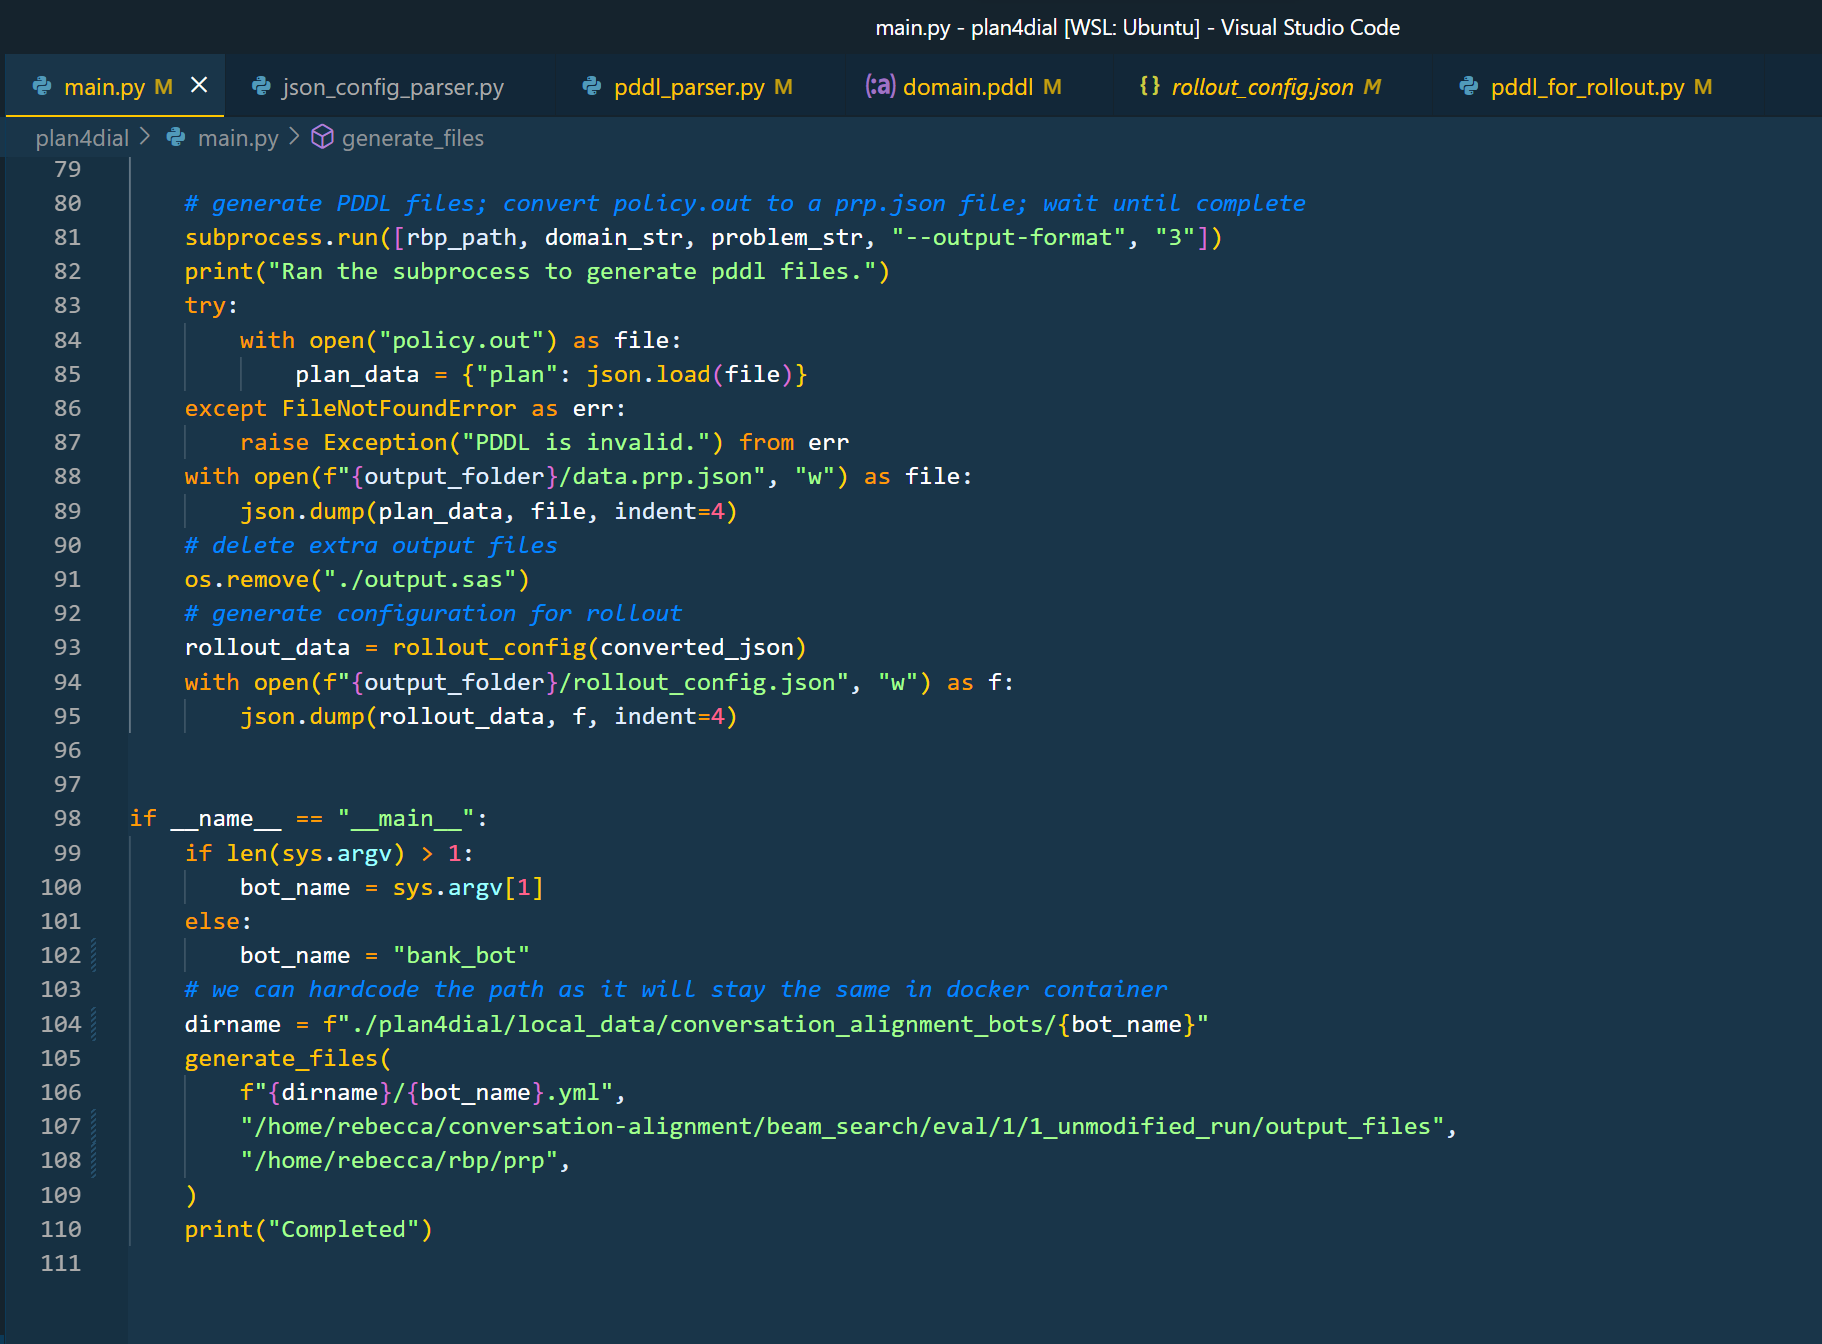 main.py - plan4dial [WSL: Ubuntu] - Visual Studio Code
main.py M json_config_parser.py pddl_parser.py M (:a) domain.pddl M {} rollout_config.json M pddl_for_rollout.py M
plan4dial > main.py > generate_files
79
80 # generate PDDL files; convert policy.out to a prp.json file; wait until complete
81 subprocess.run([rbp_path, domain_str, problem_str, "--output-format", "3"])
82 print("Ran the subprocess to generate pddl files.")
83 try:
84 with open("policy.out") as file:
85 plan_data = {"plan": json.load(file)}
86 except FileNotFoundError as err:
87 raise Exception("PDDL is invalid.") from err
88 with open(f"{output_folder}/data.prp.json", "w") as file:
89 json.dump(plan_data, file, indent=4)
90 # delete extra output files
91 os.remove("./output.sas")
92 # generate configuration for rollout
93 rollout_data = rollout_config(converted_json)
94 with open(f"{output_folder}/rollout_config.json", "w") as f:
95 json.dump(rollout_data, f, indent=4)
96
97
98 if __name__ == "__main__":
99 if len(sys.argv) > 1:
100 bot_name = sys.argv[1]
101 else:
102 bot_name = "bank_bot"
103 # we can hardcode the path as it will stay the same in docker container
104 dirname = f"./plan4dial/local_data/conversation_alignment_bots/{bot_name}"
105 generate_files(
106 f"{dirname}/{bot_name}.yml",
107 "/home/rebecca/conversation-alignment/beam_search/eval/1/1_unmodified_run/output_files",
108 "/home/rebecca/rbp/prp",
109 )
110 print("Completed")
111